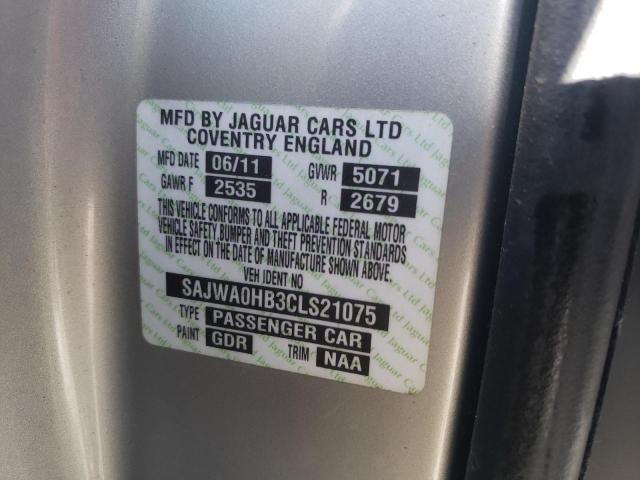 MFD BY JAGUAR CARS LTD
COVENTRY ENGLAND
MFD DATE 06/11 GVWR 5071
GAWR F 2535 R 2679
THIS VEHICLE CONFORMS TO ALL APPLICABLE FEDERAL MOTOR
VEHICLE SAFETY, BUMPER AND THEFT PREVENTION STANDARDS
IN EFFECT ON THE DATE OF MANUFACTURE SHOWN ABOVE.
VEH IDENT NO
SAJWA0HB3CLS21075
TYPE PASSENGER CAR
PAINT GDR TRIM NAA